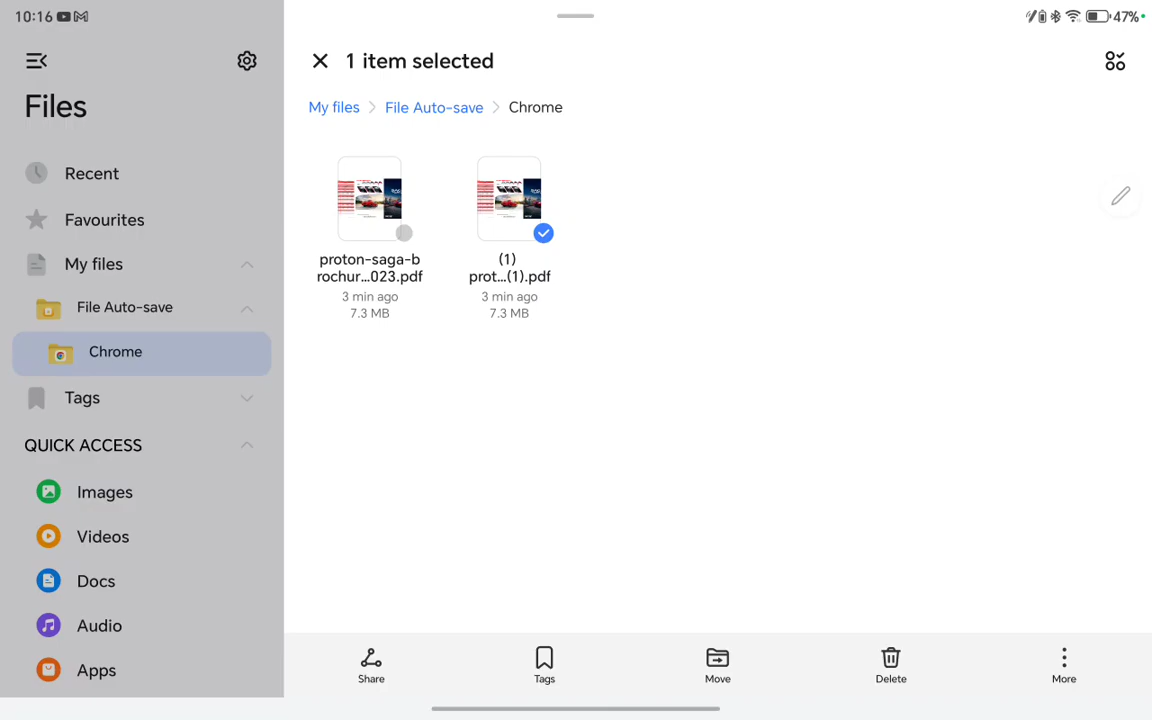 10:16 47%
Files
Recent
Favourites
My files
File Auto-save
Chrome
Tags
QUICK ACCESS
Images
Videos
Docs
Audio
Apps
1 item selected
My files > File Auto-save > Chrome
proton-saga-b
rochur...023.pdf
3 min ago
7.3 MB
(1)
prot...(1).pdf
3 min ago
7.3 MB
Share
Tags
Move
Delete
More